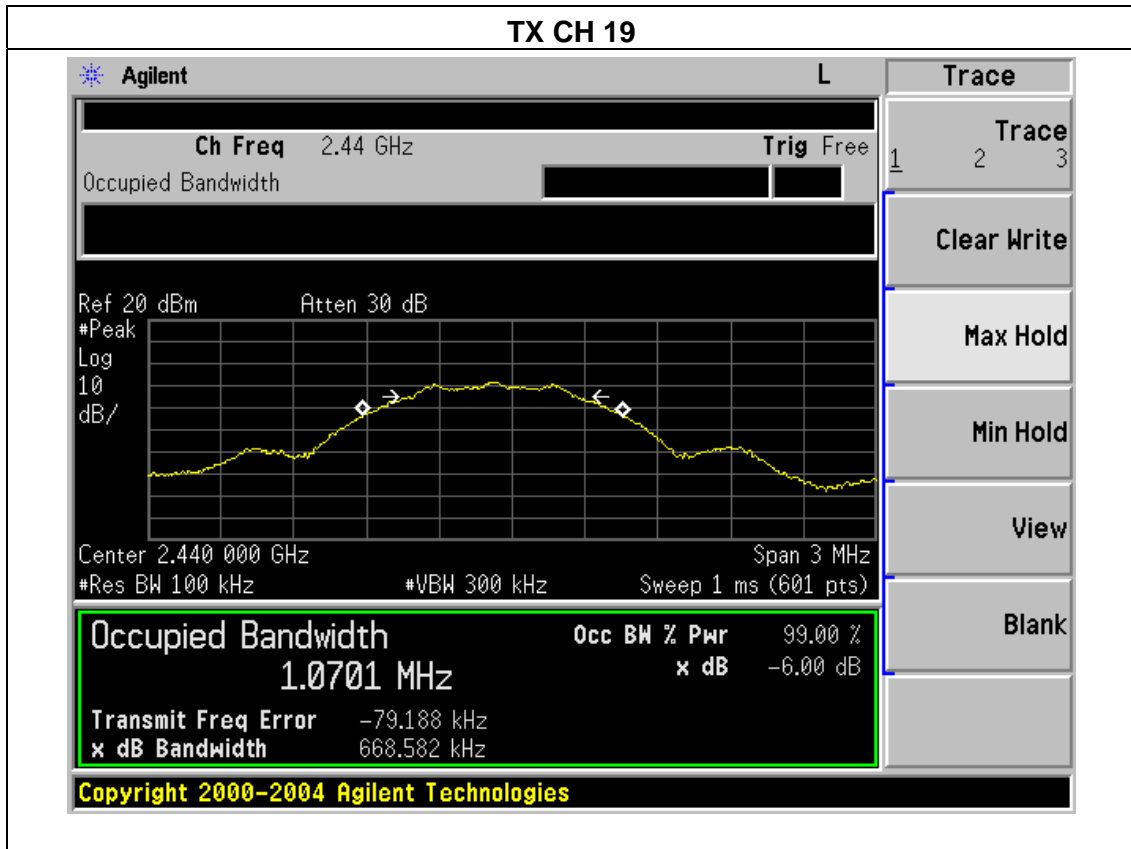 TX CH 19
Agilent L Trace
Ch Freq 2.44 GHz Trig Free
Occupied Bandwidth
Trace
1 2 3
Clear Write
Max Hold
Min Hold
View
Blank
Ref 20 dBm Atten 30 dB
#Peak
Log
10
dB/
Center 2.440 000 GHz Span 3 MHz
#Res BW 100 kHz #VBW 300 kHz Sweep 1 ms (601 pts)
Occupied Bandwidth Occ BW % Pwr 99.00 %
1.0701 MHz x dB -6.00 dB
Transmit Freq Error -79.188 kHz
x dB Bandwidth 668.582 kHz
Copyright 2000-2004 Agilent Technologies